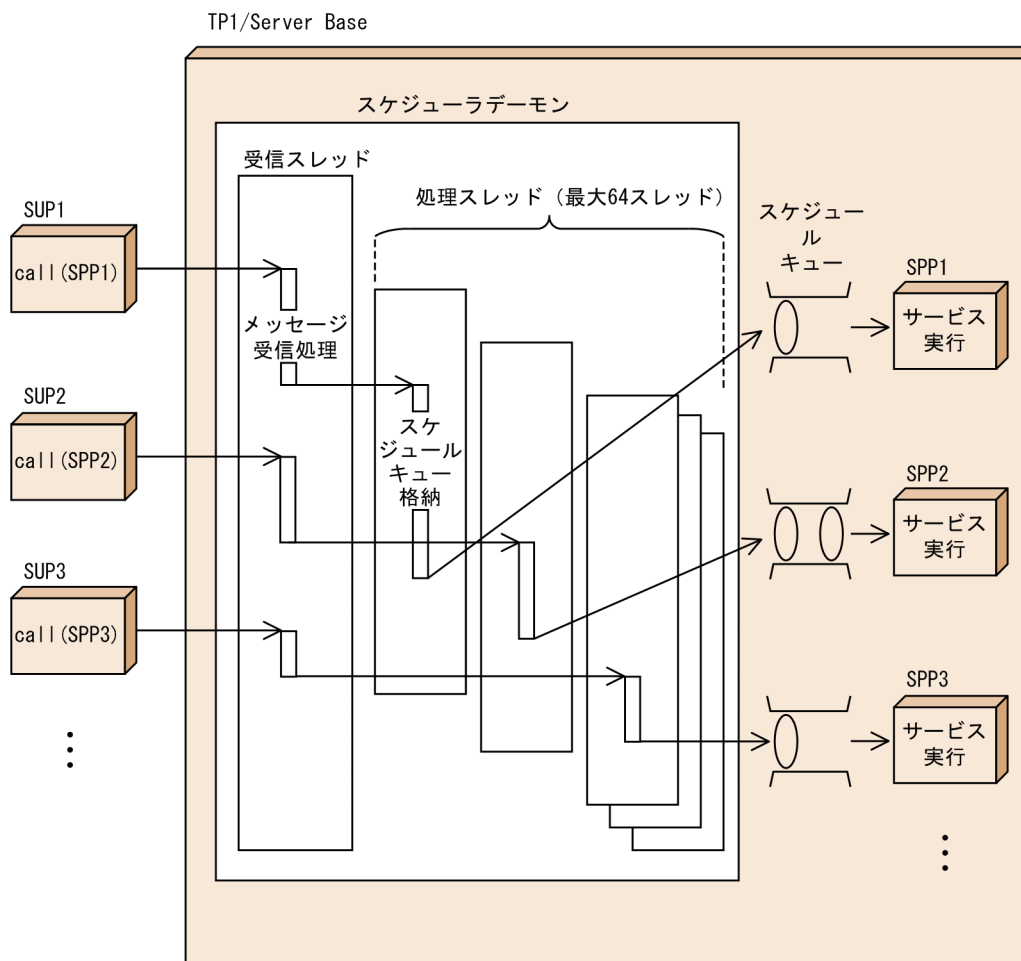 TP1/Server Base
スケジューラデーモン
受信スレッド
処理スレッド（最大64スレッド）
スケジュー
ル
キュー
SUP1
call(SPP1)
メッセージ
受信処理
SPP1
サービス
実行
SUP2
call(SPP2)
スケ
ジュール
キュー
格納
SPP2
サービス
実行
SUP3
call(SPP3)
SPP3
サービス
実行